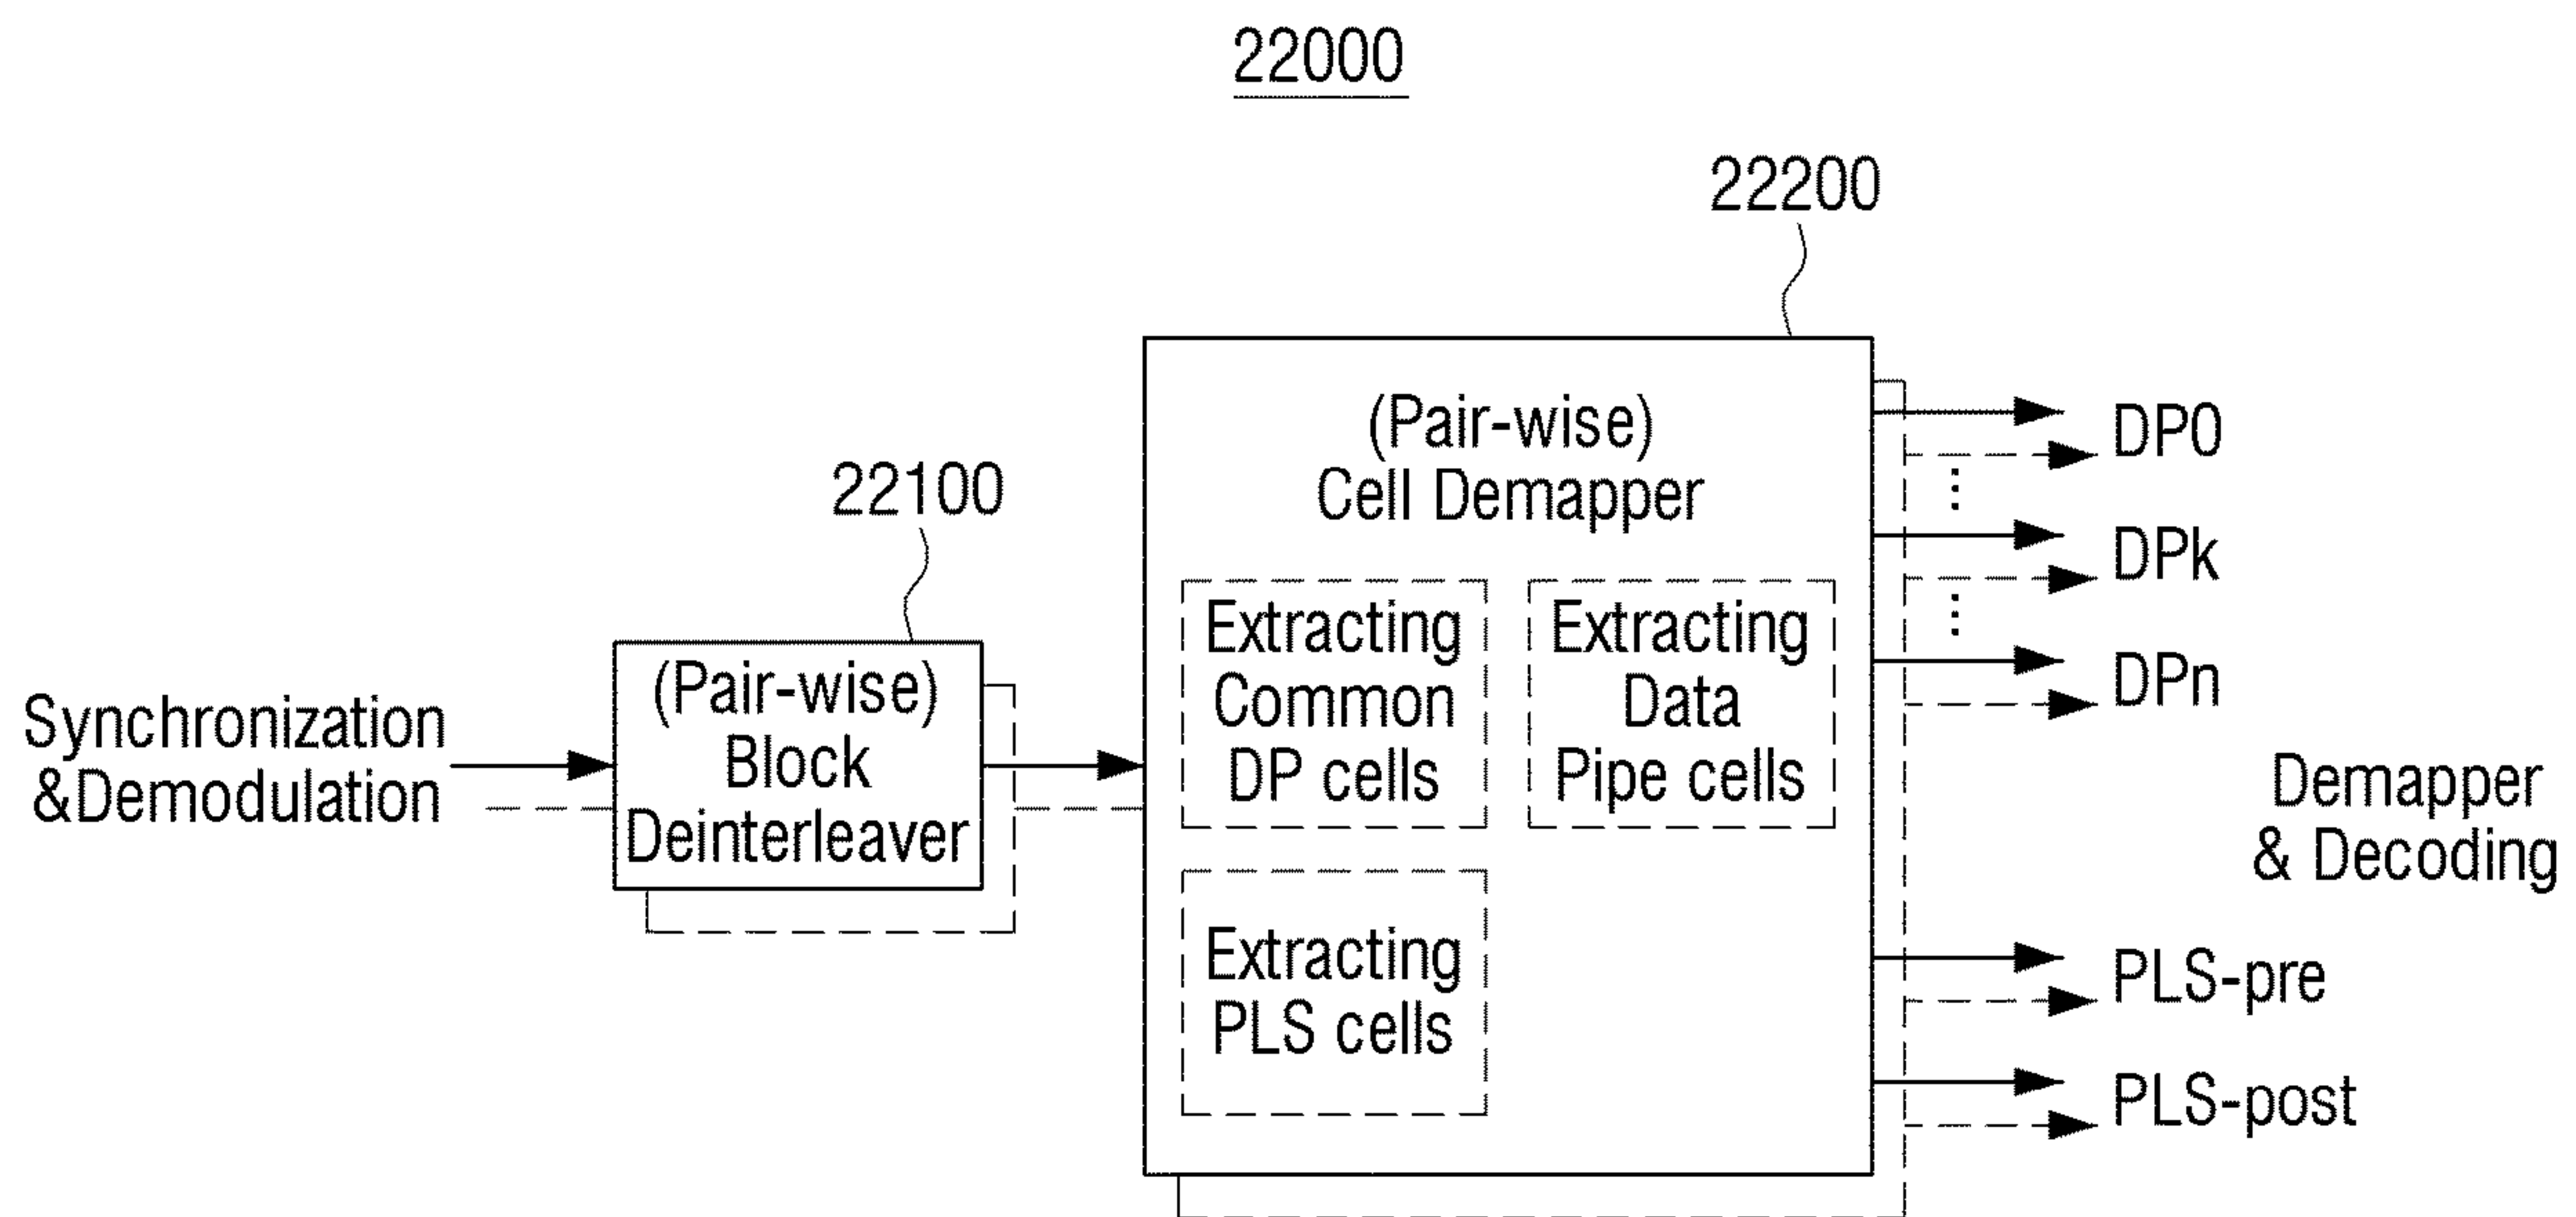 22000
22200
22100
Synchronization
&Demodulation
(Pair-wise)
Block
Deinterleaver
(Pair-wise)
Cell Demapper
Extracting
Common
DP cells
Extracting
Data
Pipe cells
Extracting
PLS cells
DP0
⋮
DPk
⋮
DPn
PLS-pre
PLS-post
Demapper
& Decoding